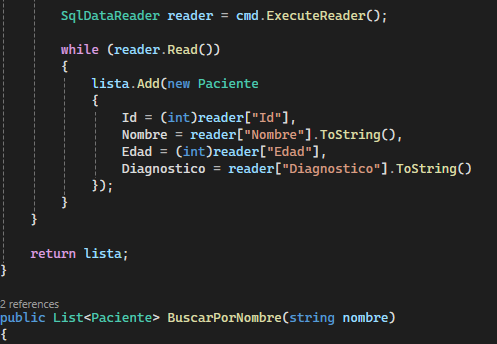 SqlDataReader reader = cmd.ExecuteReader();
while (reader.Read())
{
lista.Add(new Paciente
{
Id = (int)reader["Id"],
Nombre = reader["Nombre"].ToString(),
Edad = (int)reader["Edad"],
Diagnostico = reader["Diagnostico"].ToString()
});
}
}
return lista;
}
2 references
public List<Paciente> BuscarPorNombre(string nombre)
{